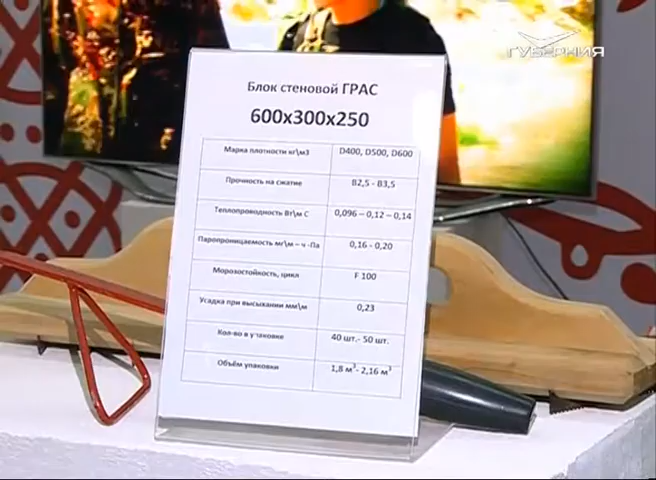 ГУБЕРНИЯ
Блок стеновой ГРАС
600х300х250
Марка плотности кг\м3 D400, D500, D600
Прочность на сжатие B2,5 - B3,5
Теплопроводность Вт\м С 0,096 – 0,12 – 0,14
Паропроницаемость мг\м – ч -Па 0,16 - 0,20
Морозостойкость, цикл F 100
Усадка при высыхании мм\м 0,23
Кол-во в упаковке 40 шт.- 50 шт.
Объём упаковки 1,8 м³- 2,16 м³